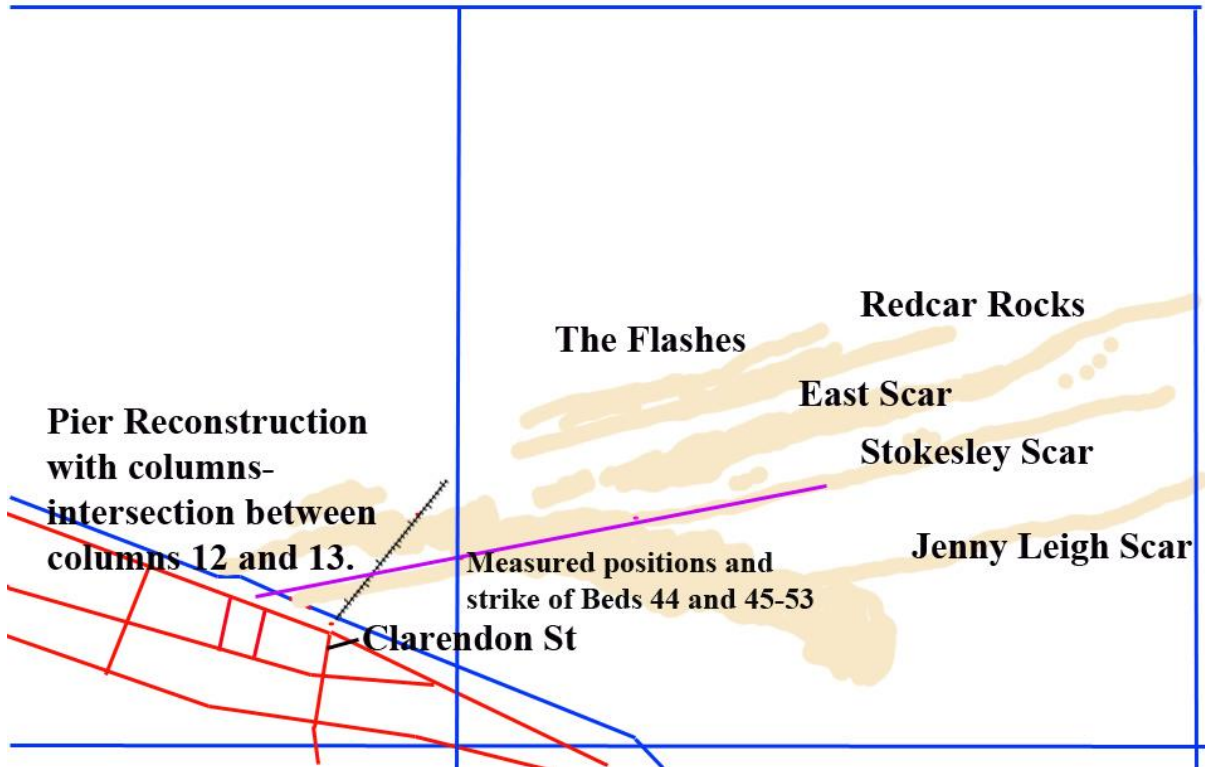 Redcar Rocks
The Flashes
East Scar
Pier Reconstruction
with columns-
intersection between
columns 12 and 13.
Stokesley Scar
Jenny Leigh Scar
Measured positions and
strike of Beds 44 and 45-53
Clarendon St